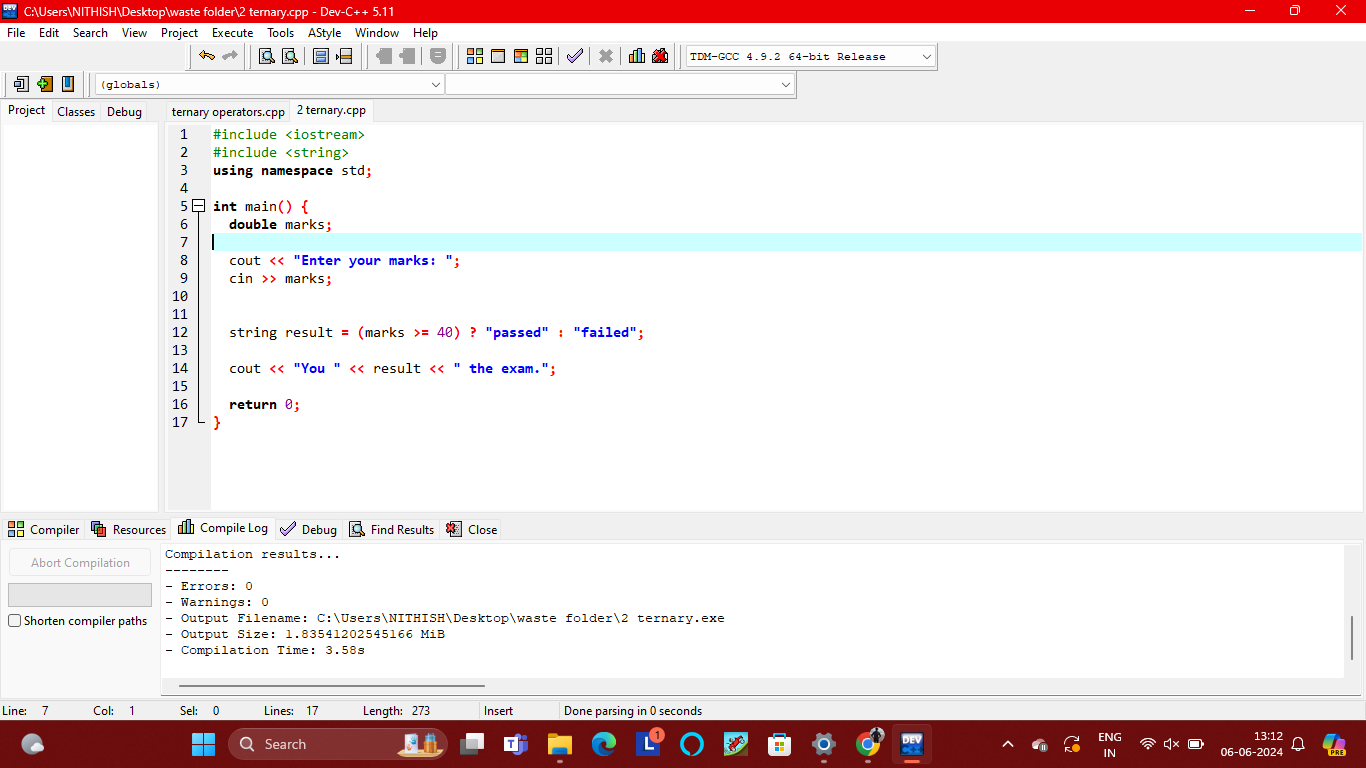 C:\Users\NITHISH\Desktop\waste folder\2 ternary.cpp - Dev-C++ 5.11
File Edit Search View Project Execute Tools AStyle Window Help
TDM-GCC 4.9.2 64-bit Release
(globals)
Project Classes Debug ternary operators.cpp 2 ternary.cpp
1 #include <iostream>
2 #include <string>
3 using namespace std;
4
5 int main() {
6 double marks;
7
8 cout << "Enter your marks: ";
9 cin >> marks;
10
11
12 string result = (marks >= 40) ? "passed" : "failed";
13
14 cout << "You " << result << " the exam.";
15
16 return 0;
17 }
Compiler Resources Compile Log Debug Find Results Close
Abort Compilation
Shorten compiler paths
Compilation results...
--------
- Errors: 0
- Warnings: 0
- Output Filename: C:\Users\NITHISH\Desktop\waste folder\2 ternary.exe
- Output Size: 1.83541202545166 MiB
- Compilation Time: 3.58s
Line: 7 Col: 1 Sel: 0 Lines: 17 Length: 273 Insert Done parsing in 0 seconds
Search
L 1
DEV
ENG
IN
13:12
06-06-2024
PRE